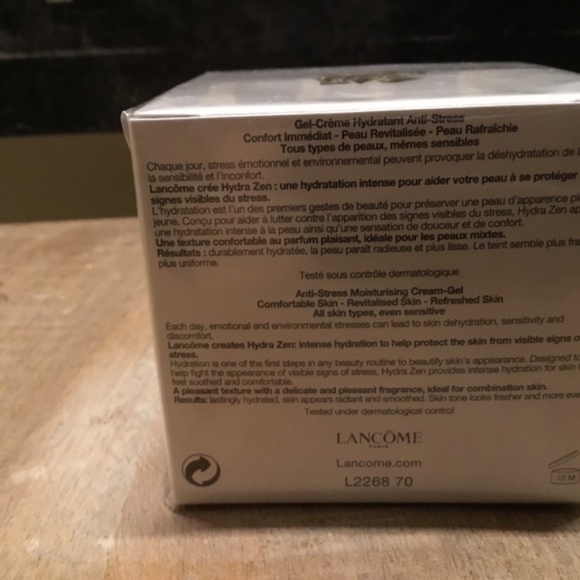 Gel-Crème Hydratant Anti-Stress
Confort Immédiat - Peau Revitalisée - Peau Rafraîchie
Tous types de peaux, mêmes sensibles
Chaque jour, stress émotionnel et environnemental peuvent provoquer la déshydratation de
la sensibilité et l'inconfort.
Lancôme crée Hydra Zen : une hydratation intense pour aider votre peau à se protéger
signes visibles du stress.
L'hydratation est l'un des premiers gestes de beauté pour préserver une peau d'apparence
jeune. Conçu pour aider à lutter contre l'apparition des signes visibles du stress, Hydra Zen
une hydratation intense à la peau ainsi qu'une sensation de douceur et de confort.
Une texture confortable au parfum plaisant, idéale pour les peaux mixtes.
Résultats : durablement hydratée, la peau paraît radieuse et plus lisse. Le teint semble plus
plus uniforme.
Testé sous contrôle dermatologique
Anti-Stress Moisturising Cream-Gel
Comfortable Skin - Revitalised Skin - Refreshed Skin
All skin types, even sensitive
Each day, emotional and environmental stresses can lead to skin dehydration, sensitivity and
discomfort.
Lancôme creates Hydra Zen: intense hydration to help protect the skin from visible signs
stress.
Hydration is one of the first steps in any beauty routine to beautify skin's appearance. Designed
help fight the appearance of visible signs of stress, Hydra Zen provides intense hydration for skin
feel soothed and comfortable.
A pleasant texture with a delicate and pleasant fragrance, ideal for combination skin.
Results: lastingly hydrated, skin appears radiant and smoothed. Skin tone looks fresher and more
Tested under dermatological control
LANCÔME
PARIS
Lancome.com
L2268 70
12 M